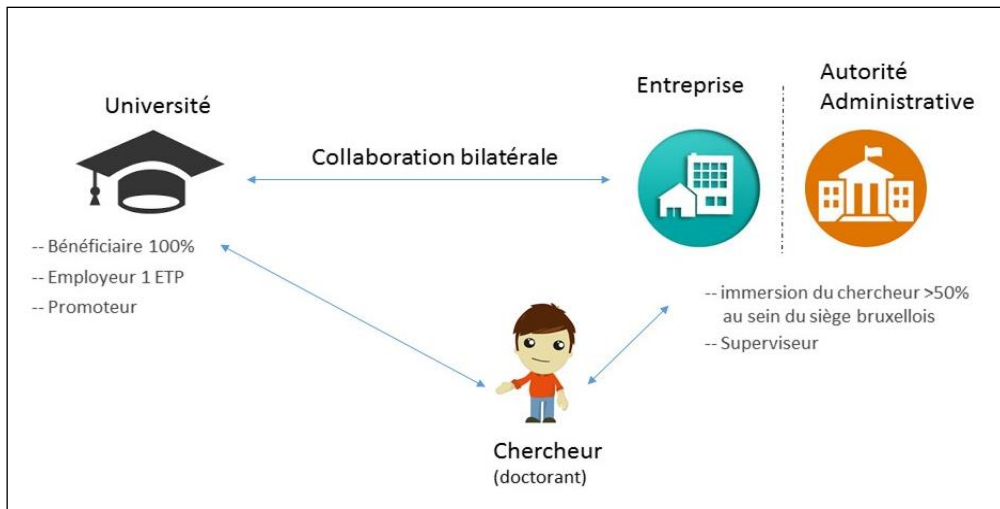 Université
Collaboration bilatérale
Entreprise
Autorité
Administrative
-- Bénéficiaire 100%
-- Employeur 1 ETP
-- Promoteur
-- immersion du chercheur >50%
au sein du siège bruxellois
-- Superviseur
Chercheur
(doctorant)